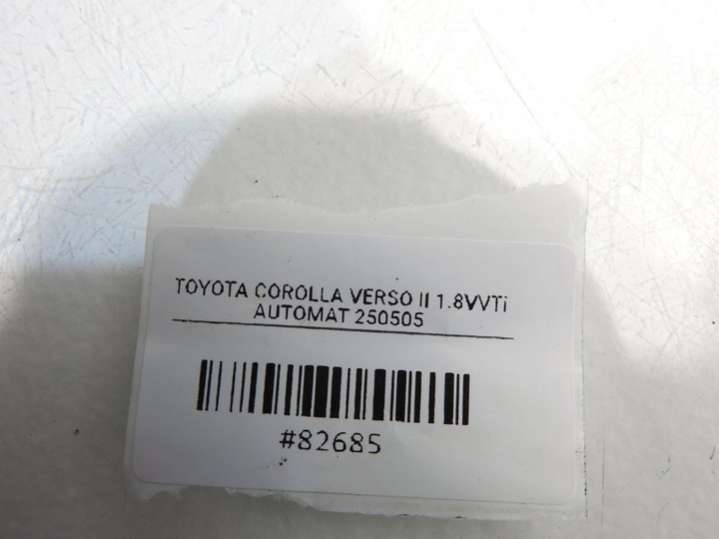 TOYOTA COROLLA VERSO II 1.8VVTi
AUTOMAT 250505
#82685